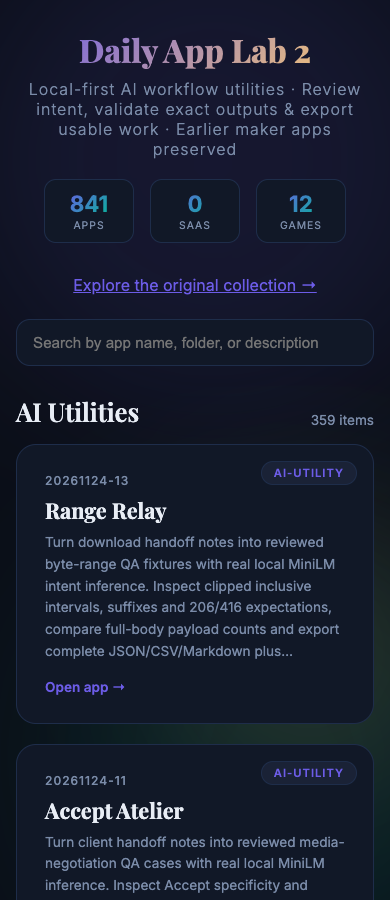 Daily App Lab 2
Local-first AI workflow utilities · Review
intent, validate exact outputs & export
usable work · Earlier maker apps
preserved
841
APPS
0
SAAS
12
GAMES
Explore the original collection →
Search by app name, folder, or description
AI Utilities
359 items
20261124-13
AI-UTILITY
Range Relay
Turn download handoff notes into reviewed
byte-range QA fixtures with real local MiniLM
intent inference. Inspect clipped inclusive
intervals, suffixes and 206/416 expectations,
compare full-body payload counts and export
complete JSON/CSV/Markdown plus...
Open app →
20261124-11
AI-UTILITY
Accept Atelier
Turn client handoff notes into reviewed media-
negotiation QA cases with real local MiniLM
inference. Inspect Accept specificity and